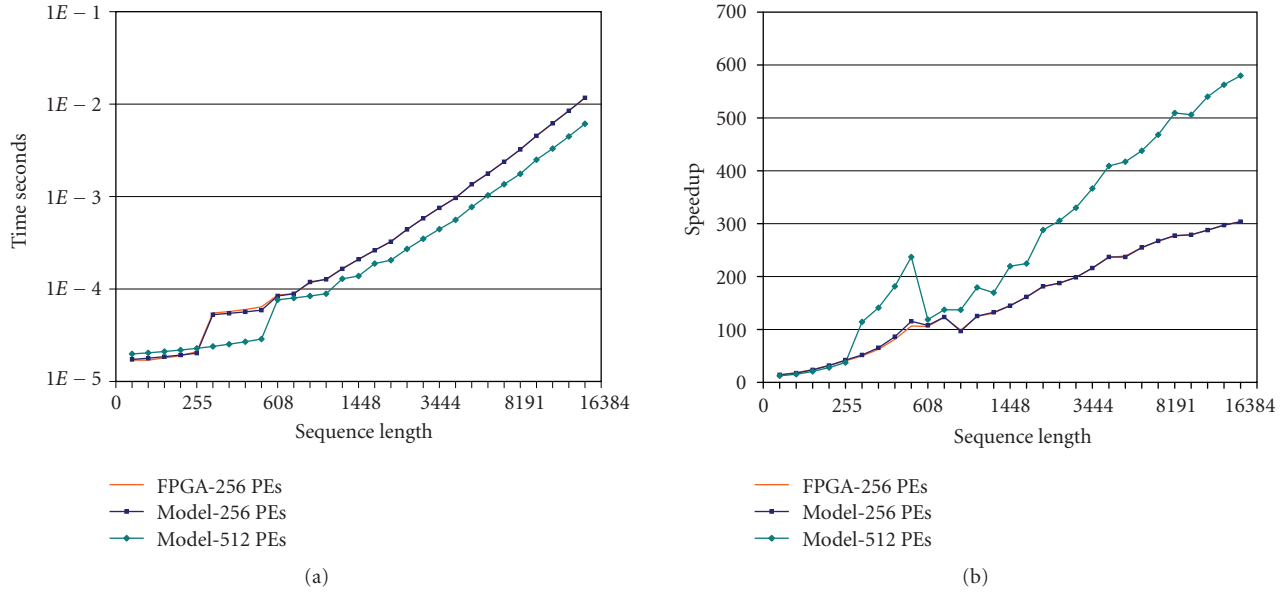 1E − 1
1E − 2
1E − 3
1E − 4
1E − 5
Time seconds
0 255 608 1448 3444 8191 16384
Sequence length
FPGA-256 PEs
Model-256 PEs
Model-512 PEs
(a)
700
600
500
400
300
200
100
0
Speedup
0 255 608 1448 3444 8191 16384
Sequence length
FPGA-256 PEs
Model-256 PEs
Model-512 PEs
(b)